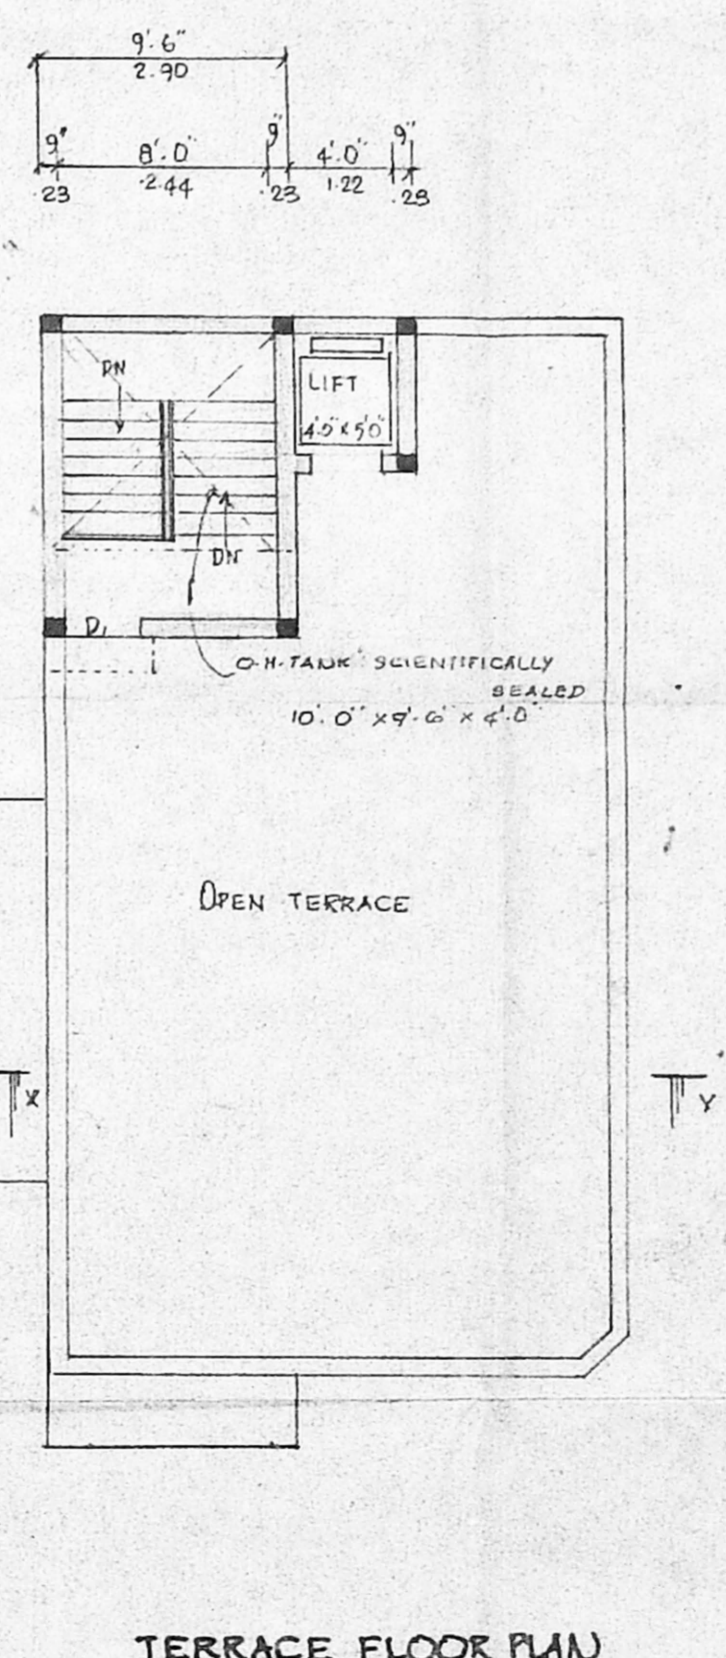 9'.6"
2.90
9" 8'.0" 9" 4'.0" 9"
.23 2.44 .23 1.22 .23
DN
LIFT
4'.0" X 5'0"
DN
D1
O.H.TANK SCIENTIFICALLY
SEALED
10'.0" X 9'.6" X 4'.0"
OPEN TERRACE
X
Y
TERRACE FLOOR PLAN